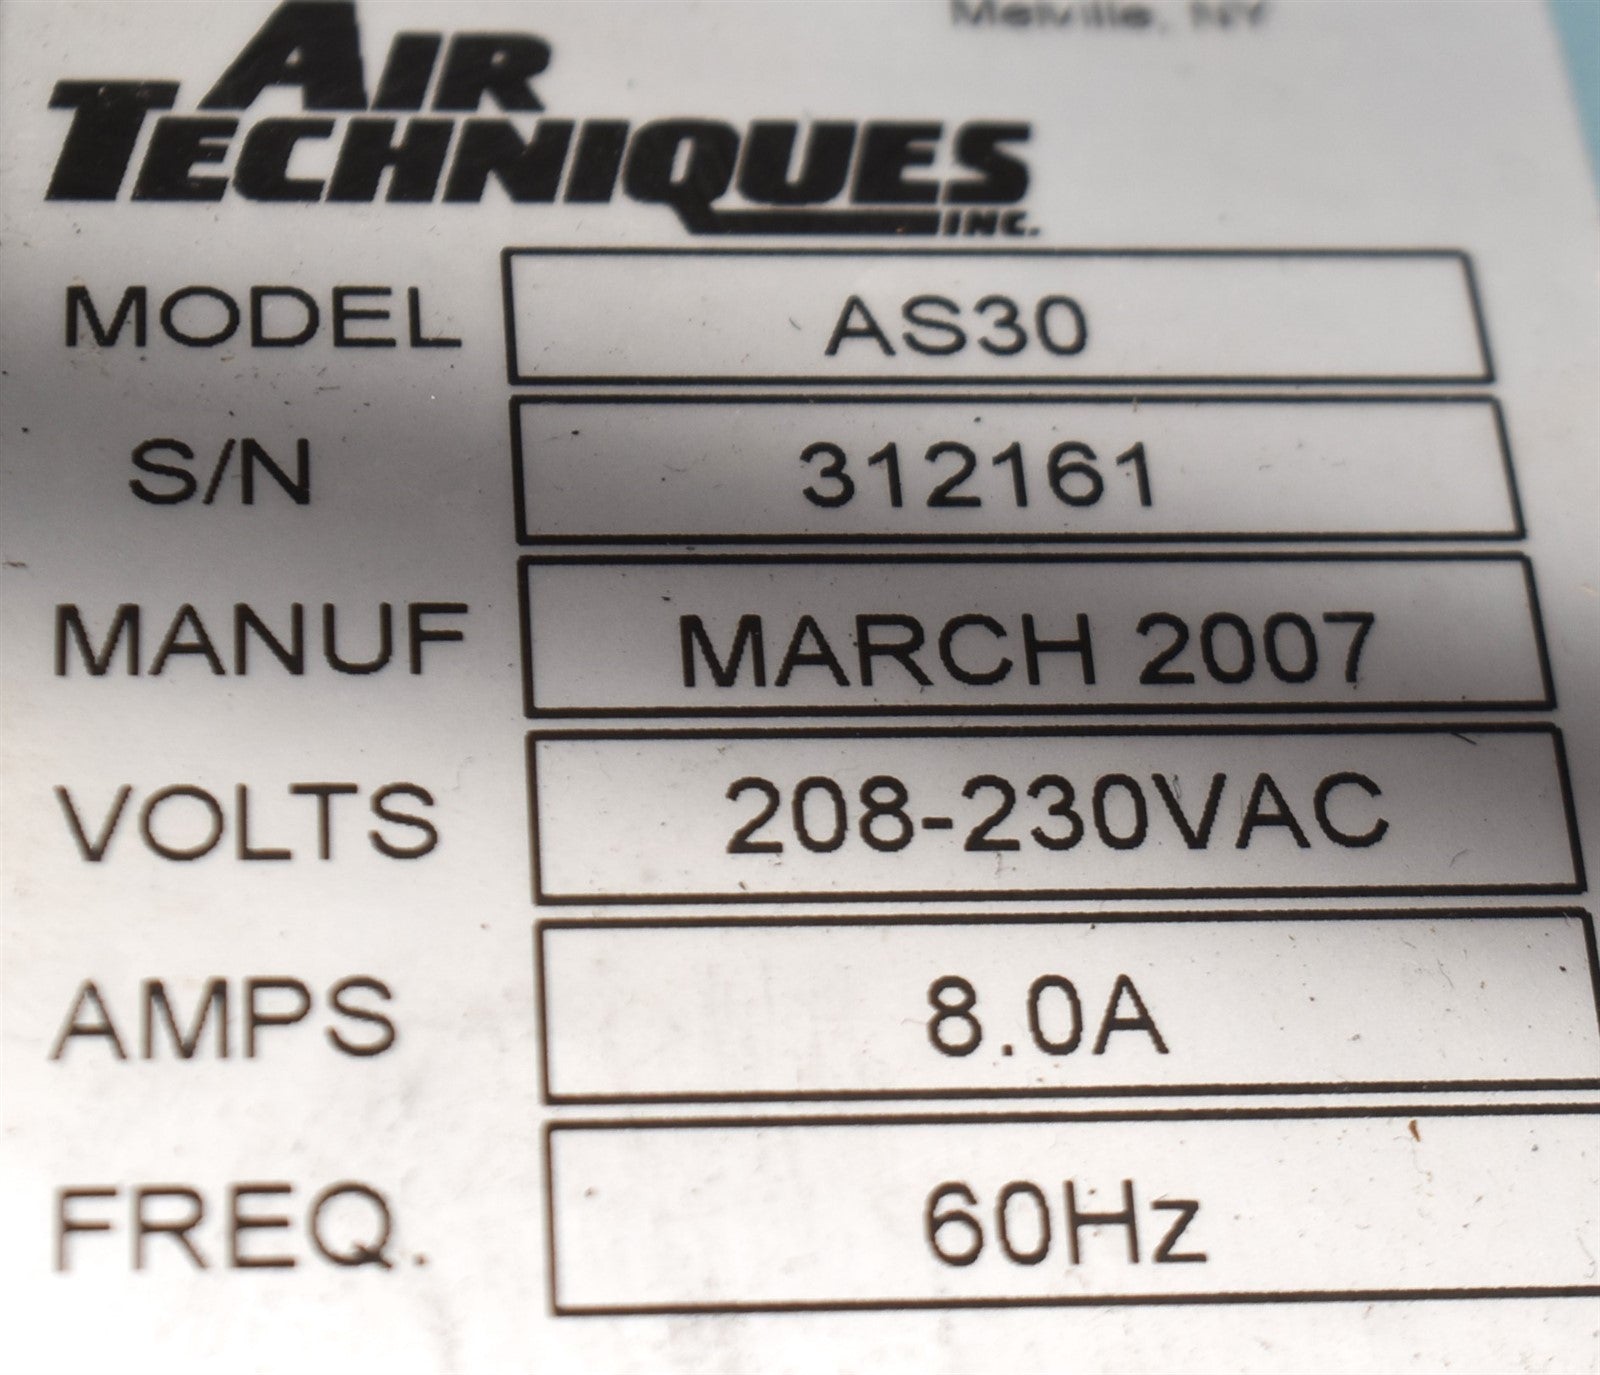 Melville, NY
AIR
TECHNIQUES
INC.
MODEL AS30
S/N 312161
MANUF MARCH 2007
VOLTS 208-230VAC
AMPS 8.0A
FREQ. 60Hz